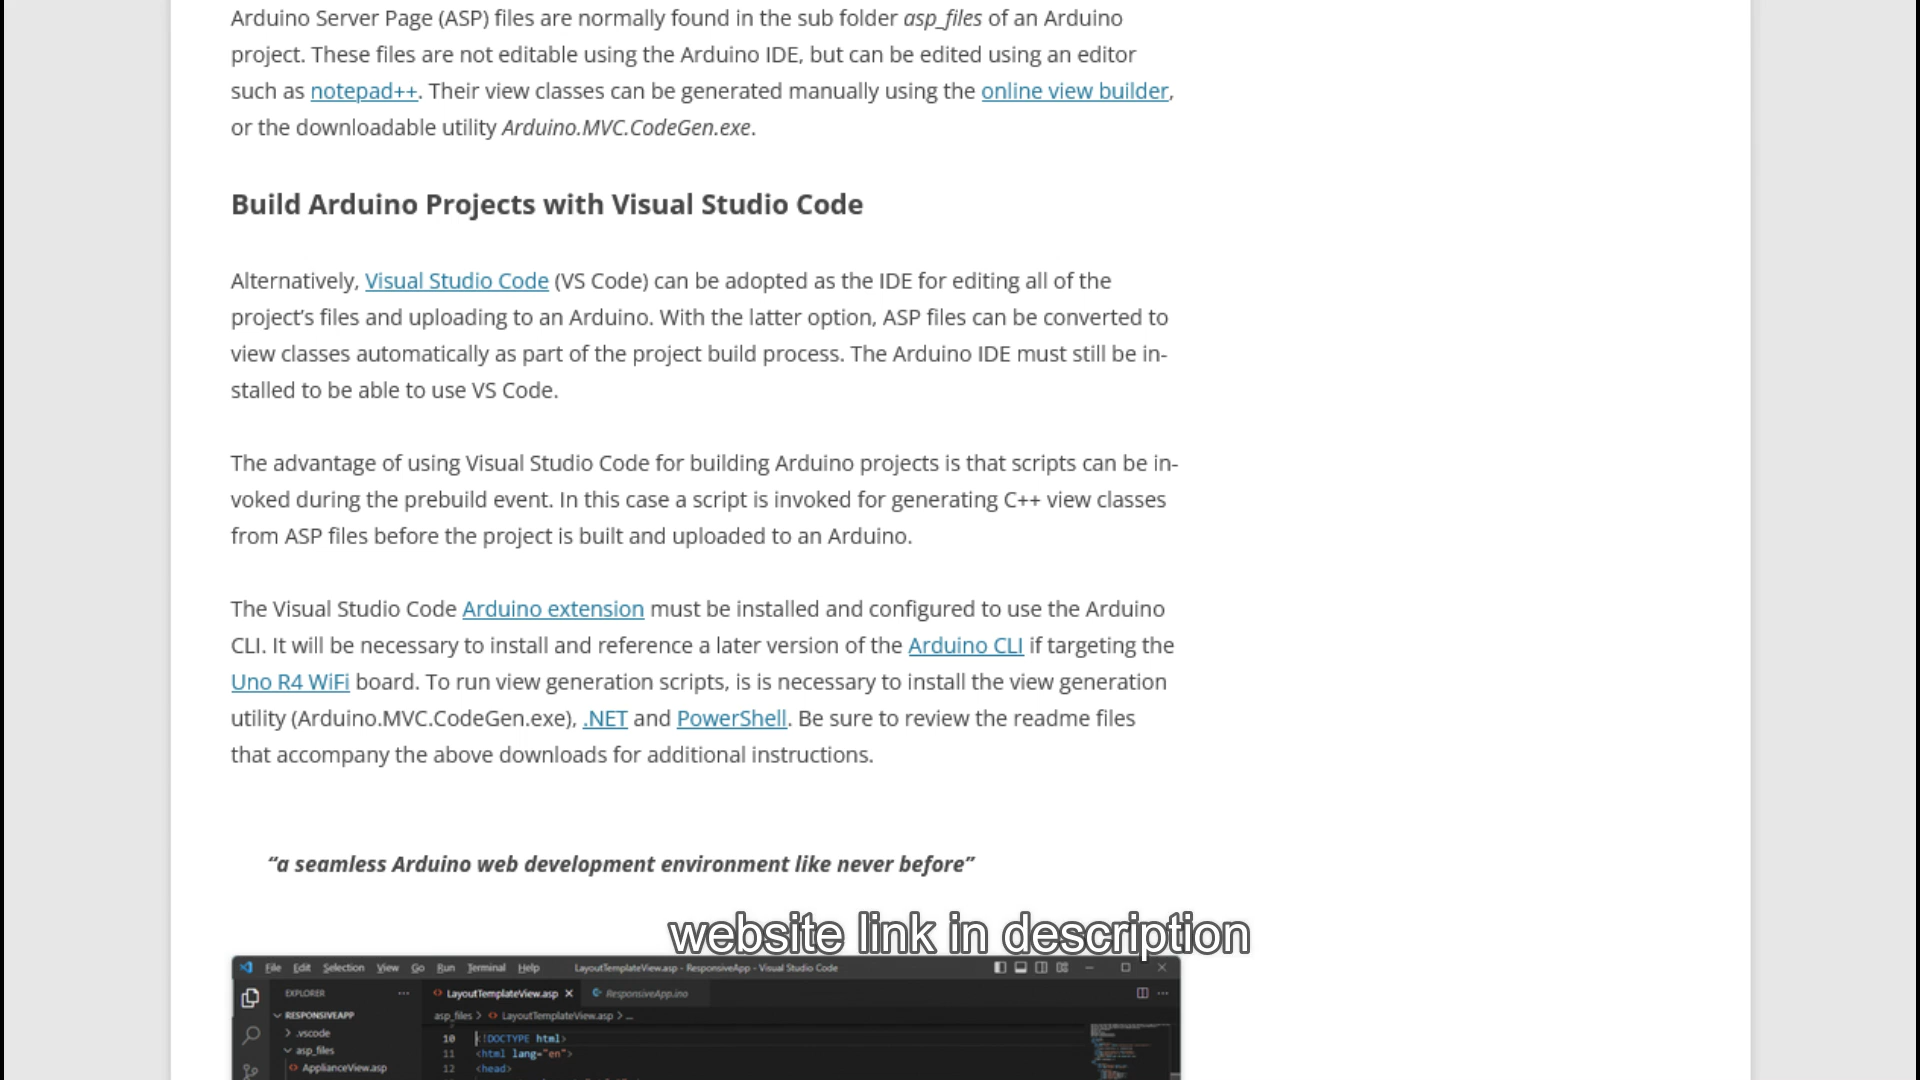 Arduino Server Page (ASP) files are normally found in the sub folder asp_files of an Arduino
project. These files are not editable using the Arduino IDE, but can be edited using an editor
such as notepad++. Their view classes can be generated manually using the online view builder,
or the downloadable utility Arduino.MVC.CodeGen.exe.
Build Arduino Projects with Visual Studio Code
Alternatively, Visual Studio Code (VS Code) can be adopted as the IDE for editing all of the
project's files and uploading to an Arduino. With the latter option, ASP files can be converted to
view classes automatically as part of the project build process. The Arduino IDE must still be in-
stalled to be able to use VS Code.
The advantage of using Visual Studio Code for building Arduino projects is that scripts can be in-
voked during the prebuild event. In this case a script is invoked for generating C++ view classes
from ASP files before the project is built and uploaded to an Arduino.
The Visual Studio Code Arduino extension must be installed and configured to use the Arduino
CLI. It will be necessary to install and reference a later version of the Arduino CLI if targeting the
Uno R4 WiFi board. To run view generation scripts, is is necessary to install the view generation
utility (Arduino.MVC.CodeGen.exe), .NET and PowerShell. Be sure to review the readme files
that accompany the above downloads for additional instructions.
“a seamless Arduino web development environment like never before”
website link in description
File Edit Selection View Go Run Terminal Help LayoutTemplateView.asp - ResponsiveApp - Visual Studio Code
EXPLORER ... LayoutTemplateView.asp ResponsiveApp.ino
RESPONSIVEAPP asp_files > LayoutTemplateView.asp > ...
.vscode
10 <!DOCTYPE html>
asp_files
11 <html lang="en">
ApplianceView.asp
12 <head>